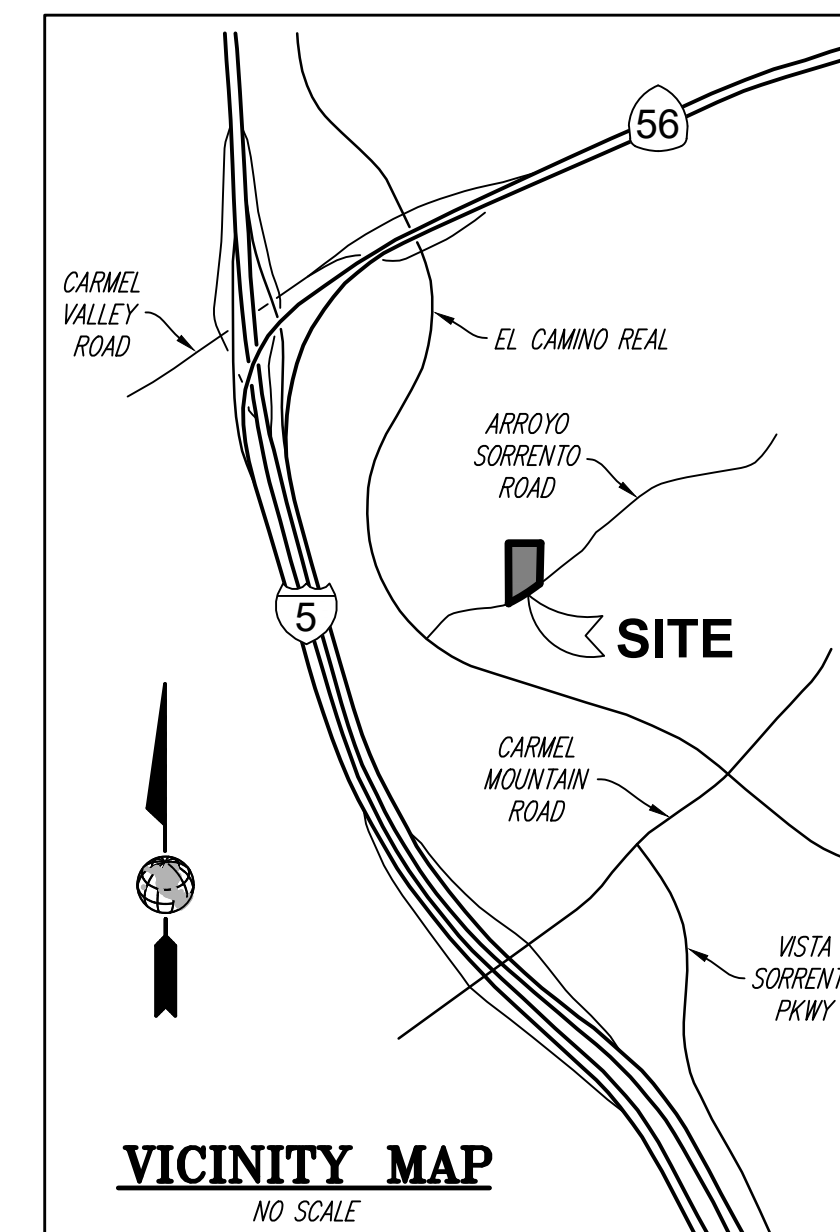 56
CARMEL
VALLEY
ROAD
EL CAMINO REAL
ARROYO
SORRENTO
ROAD
5
SITE
CARMEL
MOUNTAIN
ROAD
VISTA
SORRENT
PKWY
VICINITY MAP
NO SCALE